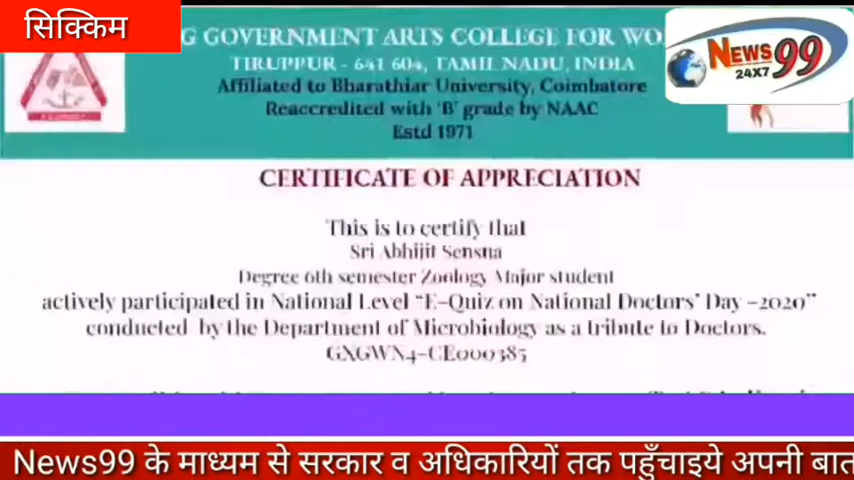 सिक्किम
G GOVERNMENT ARTS COLLEGE FOR WO
TIRUPPUR - 641 604, TAMIL NADU, INDIA
Affiliated to Bharathiar University, Coimbatore
Reaccredited with 'B' grade by NAAC
Estd 1971
NEWS 99
24X7
CERTIFICATE OF APPRECIATION
This is to certify that
Sri Abhijit Sensna
Degree 6th semester Zoology Major student
actively participated in National Level "E-Quiz on National Doctors' Day -2020"
conducted by the Department of Microbiology as a tribute to Doctors.
GXGWN4-CE000385
News99 के माध्यम से सरकार व अधिकारियों तक पहुँचाइये अपनी बात